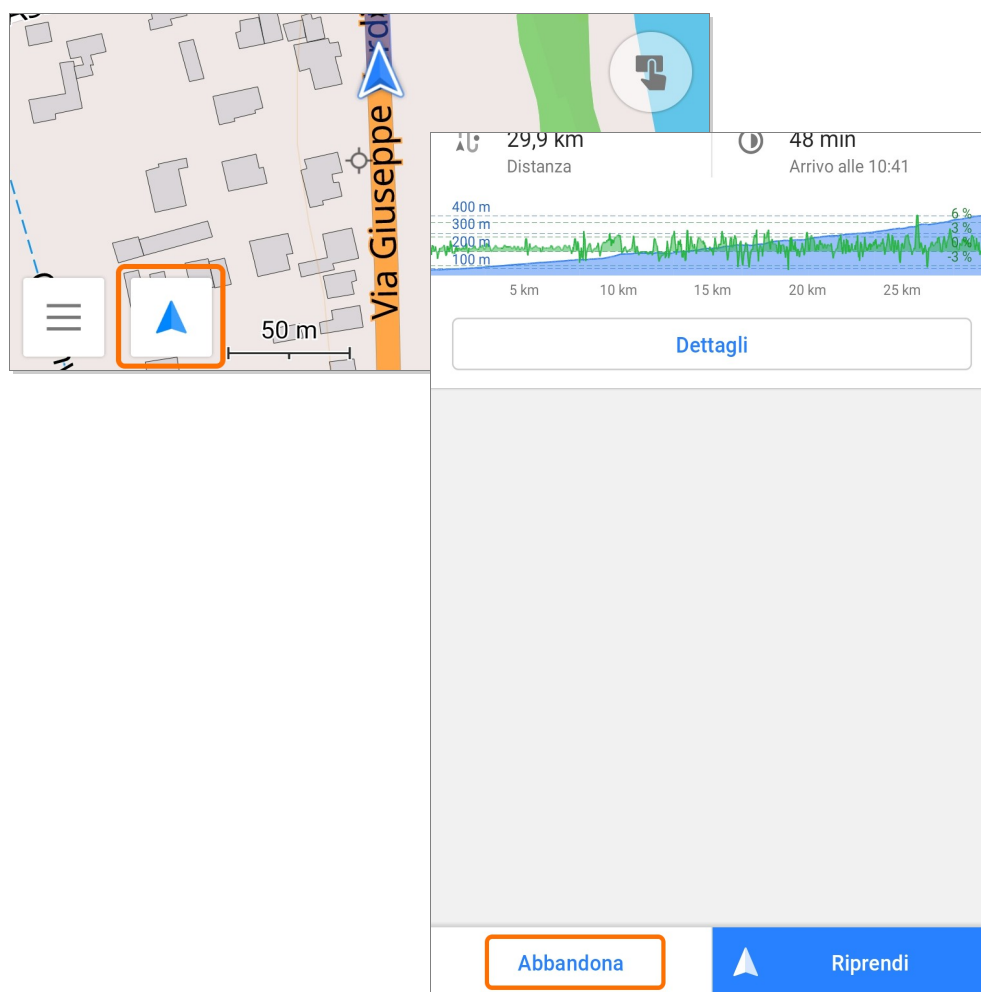 Via Giuseppe
50 m
29,9 km
48 min
Distanza
Arrivo alle 10:41
400 m
300 m
200 m
100 m
6 %
3 %
0 %
-3 %
5 km
10 km
15 km
20 km
25 km
Dettagli
Abbandona
Riprendi